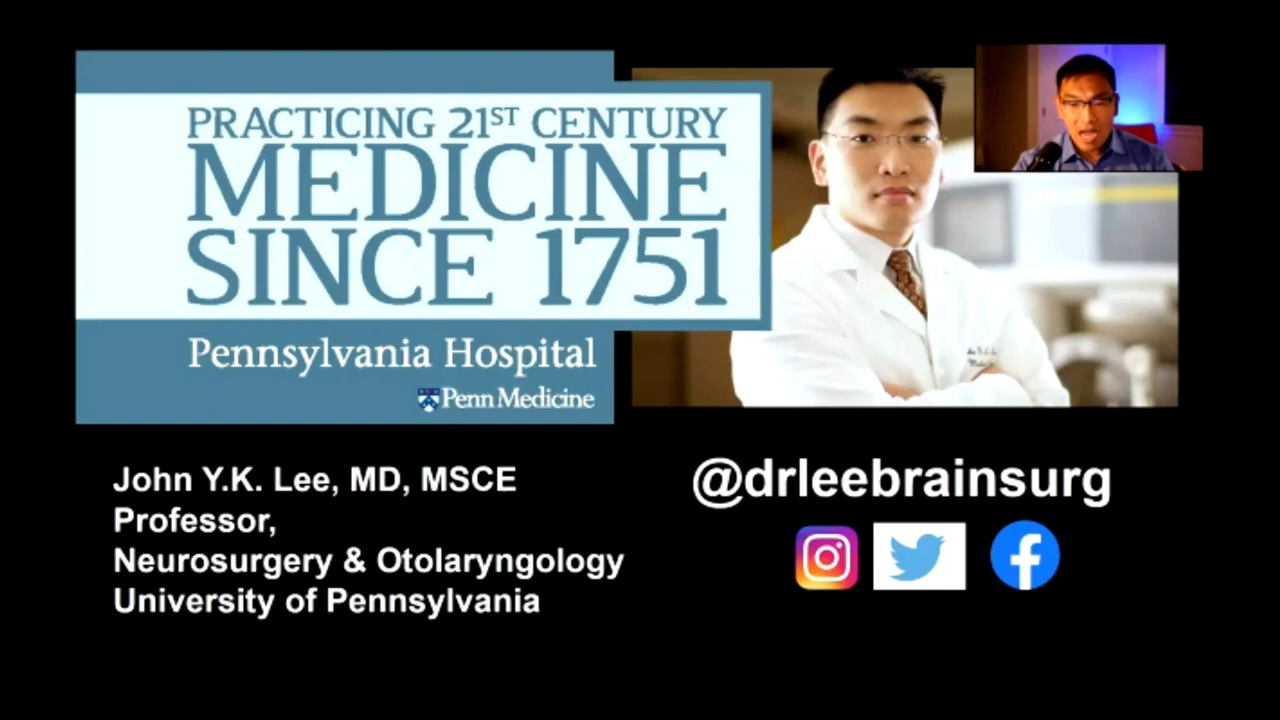 PRACTICING 21ST CENTURY
MEDICINE
SINCE 1751
Pennsylvania Hospital
Penn Medicine
John Y.K. Lee, MD, MSCE
Professor,
Neurosurgery & Otolaryngology
University of Pennsylvania
@drleebrainsurg